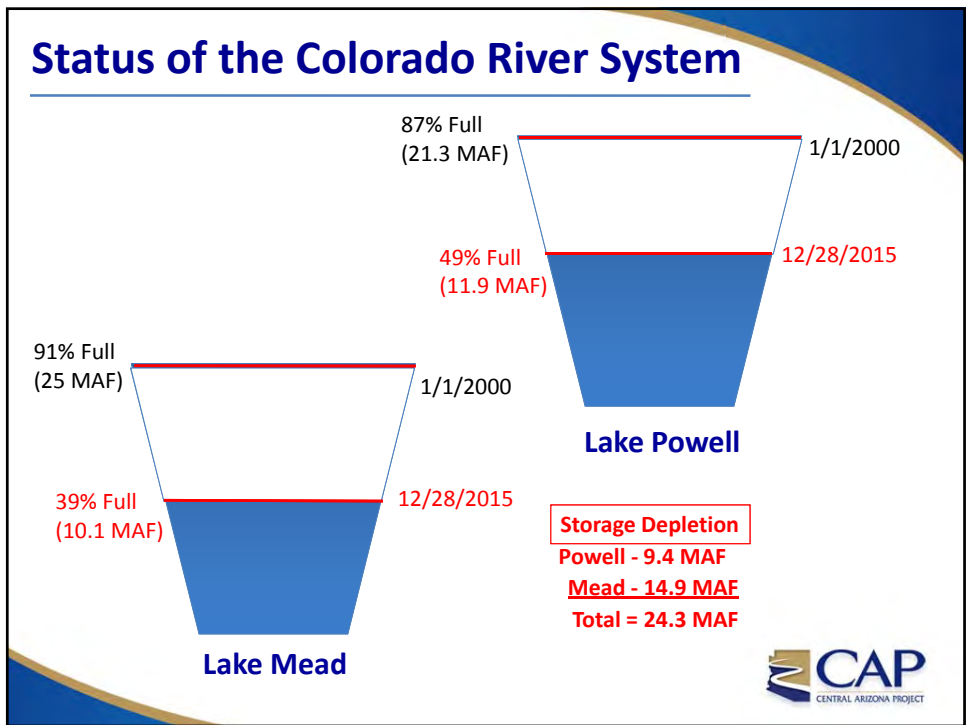 Status of the Colorado River System
87% Full
(21.3 MAF)
1/1/2000
49% Full
(11.9 MAF)
12/28/2015
Lake Powell
91% Full
(25 MAF)
1/1/2000
39% Full
(10.1 MAF)
12/28/2015
Lake Mead
Storage Depletion
Powell - 9.4 MAF
Mead - 14.9 MAF
Total = 24.3 MAF
CAP
CENTRAL ARIZONA PROJECT